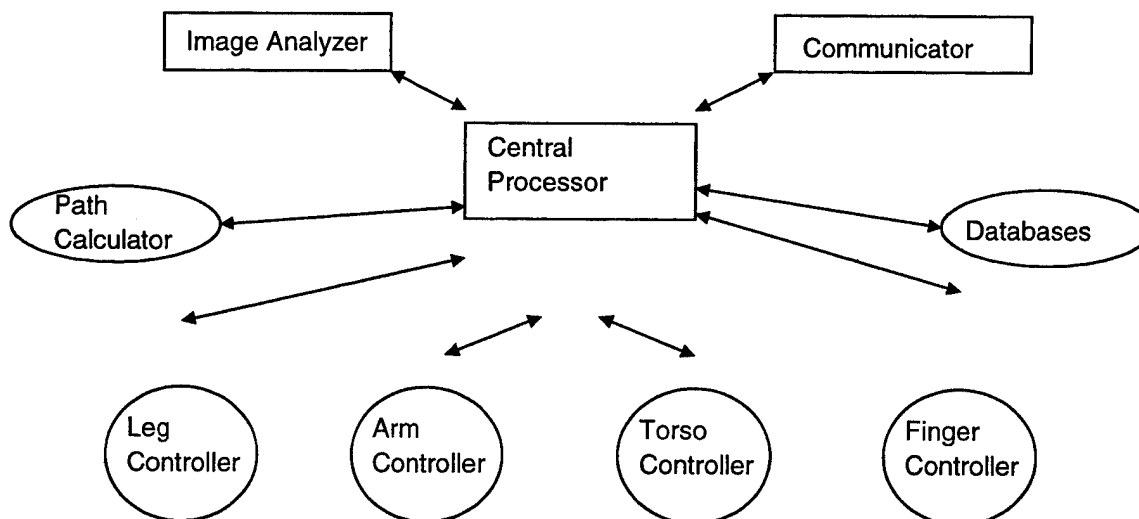 Image Analyzer
Communicator
Central
Processor
Path
Calculator
Databases
Leg
Controller
Arm
Controller
Torso
Controller
Finger
Controller